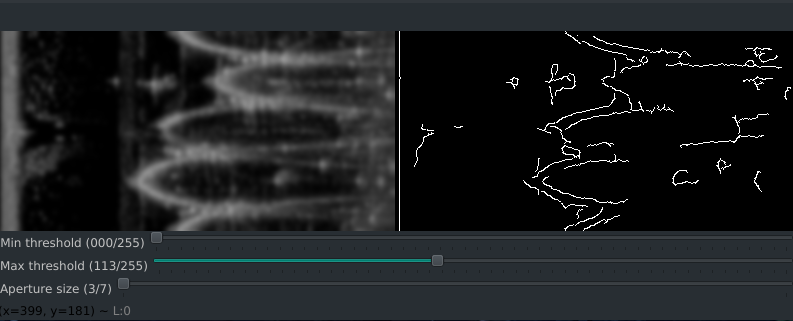 Min threshold (000/255)
Max threshold (113/255)
Aperture size (3/7)
(x=399, y=181) ~ L:0